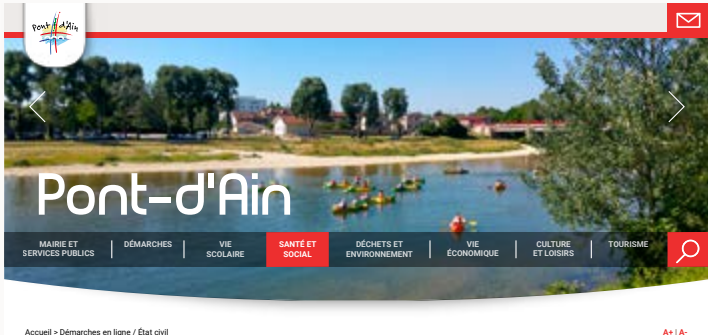 Pont d'Ain
Pont-d'Ain
MAIRIE ET
SERVICES PUBLICS
DÉMARCHES
VIE
SCOLAIRE
SANTÉ ET
SOCIAL
DÉCHETS ET
ENVIRONNEMENT
VIE
ÉCONOMIQUE
CULTURE
ET LOISIRS
TOURISME
Accueil > Démarches en ligne / État civil
A+ | A-